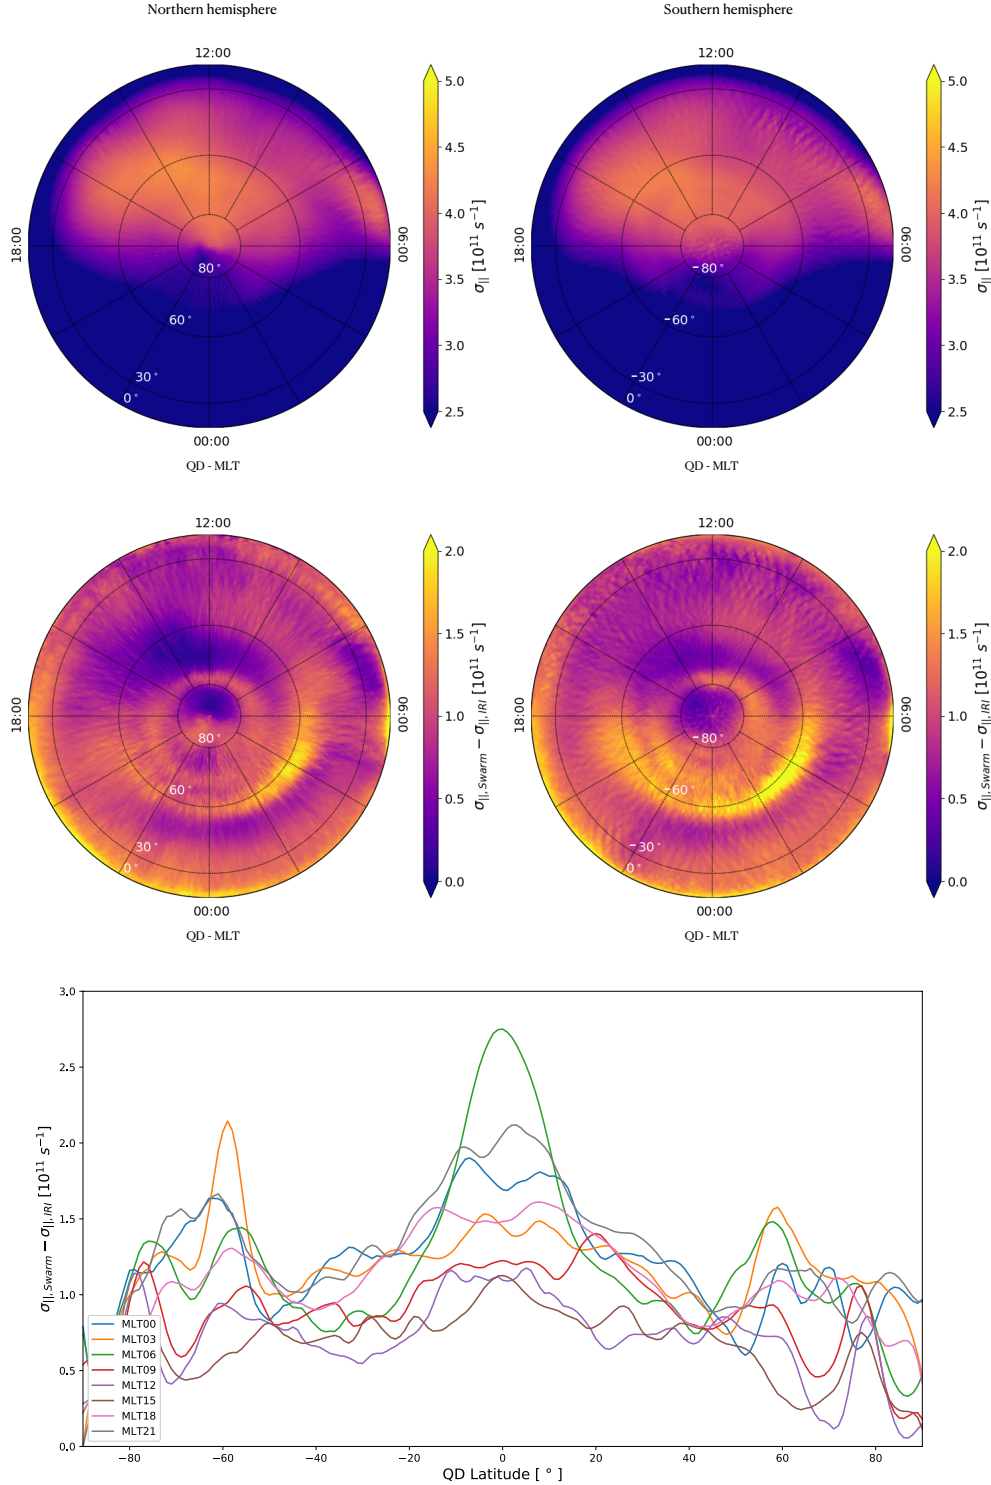 Northern hemisphere
Southern hemisphere
12:00
12:00
18:00
06:00
18:00
06:00
80°
60°
30°
0°
−80°
−60°
−30°
0°
00:00
00:00
QD - MLT
QD - MLT
5.0
4.5
4.0
3.5
3.0
2.5
σ|| [10¹¹ s⁻¹]
5.0
4.5
4.0
3.5
3.0
2.5
σ|| [10¹¹ s⁻¹]
12:00
12:00
18:00
06:00
18:00
06:00
80°
60°
30°
0°
−80°
−60°
−30°
0°
00:00
00:00
QD - MLT
QD - MLT
2.0
1.5
1.0
0.5
0.0
σ||,Swarm − σ||,IRI [10¹¹ s⁻¹]
2.0
1.5
1.0
0.5
0.0
σ||,Swarm − σ||,IRI [10¹¹ s⁻¹]
3.0
2.5
2.0
1.5
1.0
0.5
0.0
σ||,Swarm − σ||,IRI [10¹¹ s⁻¹]
MLT00
MLT03
MLT06
MLT09
MLT12
MLT15
MLT18
MLT21
−80 −60 −40 −20 0 20 40 60 80
QD Latitude [ ° ]